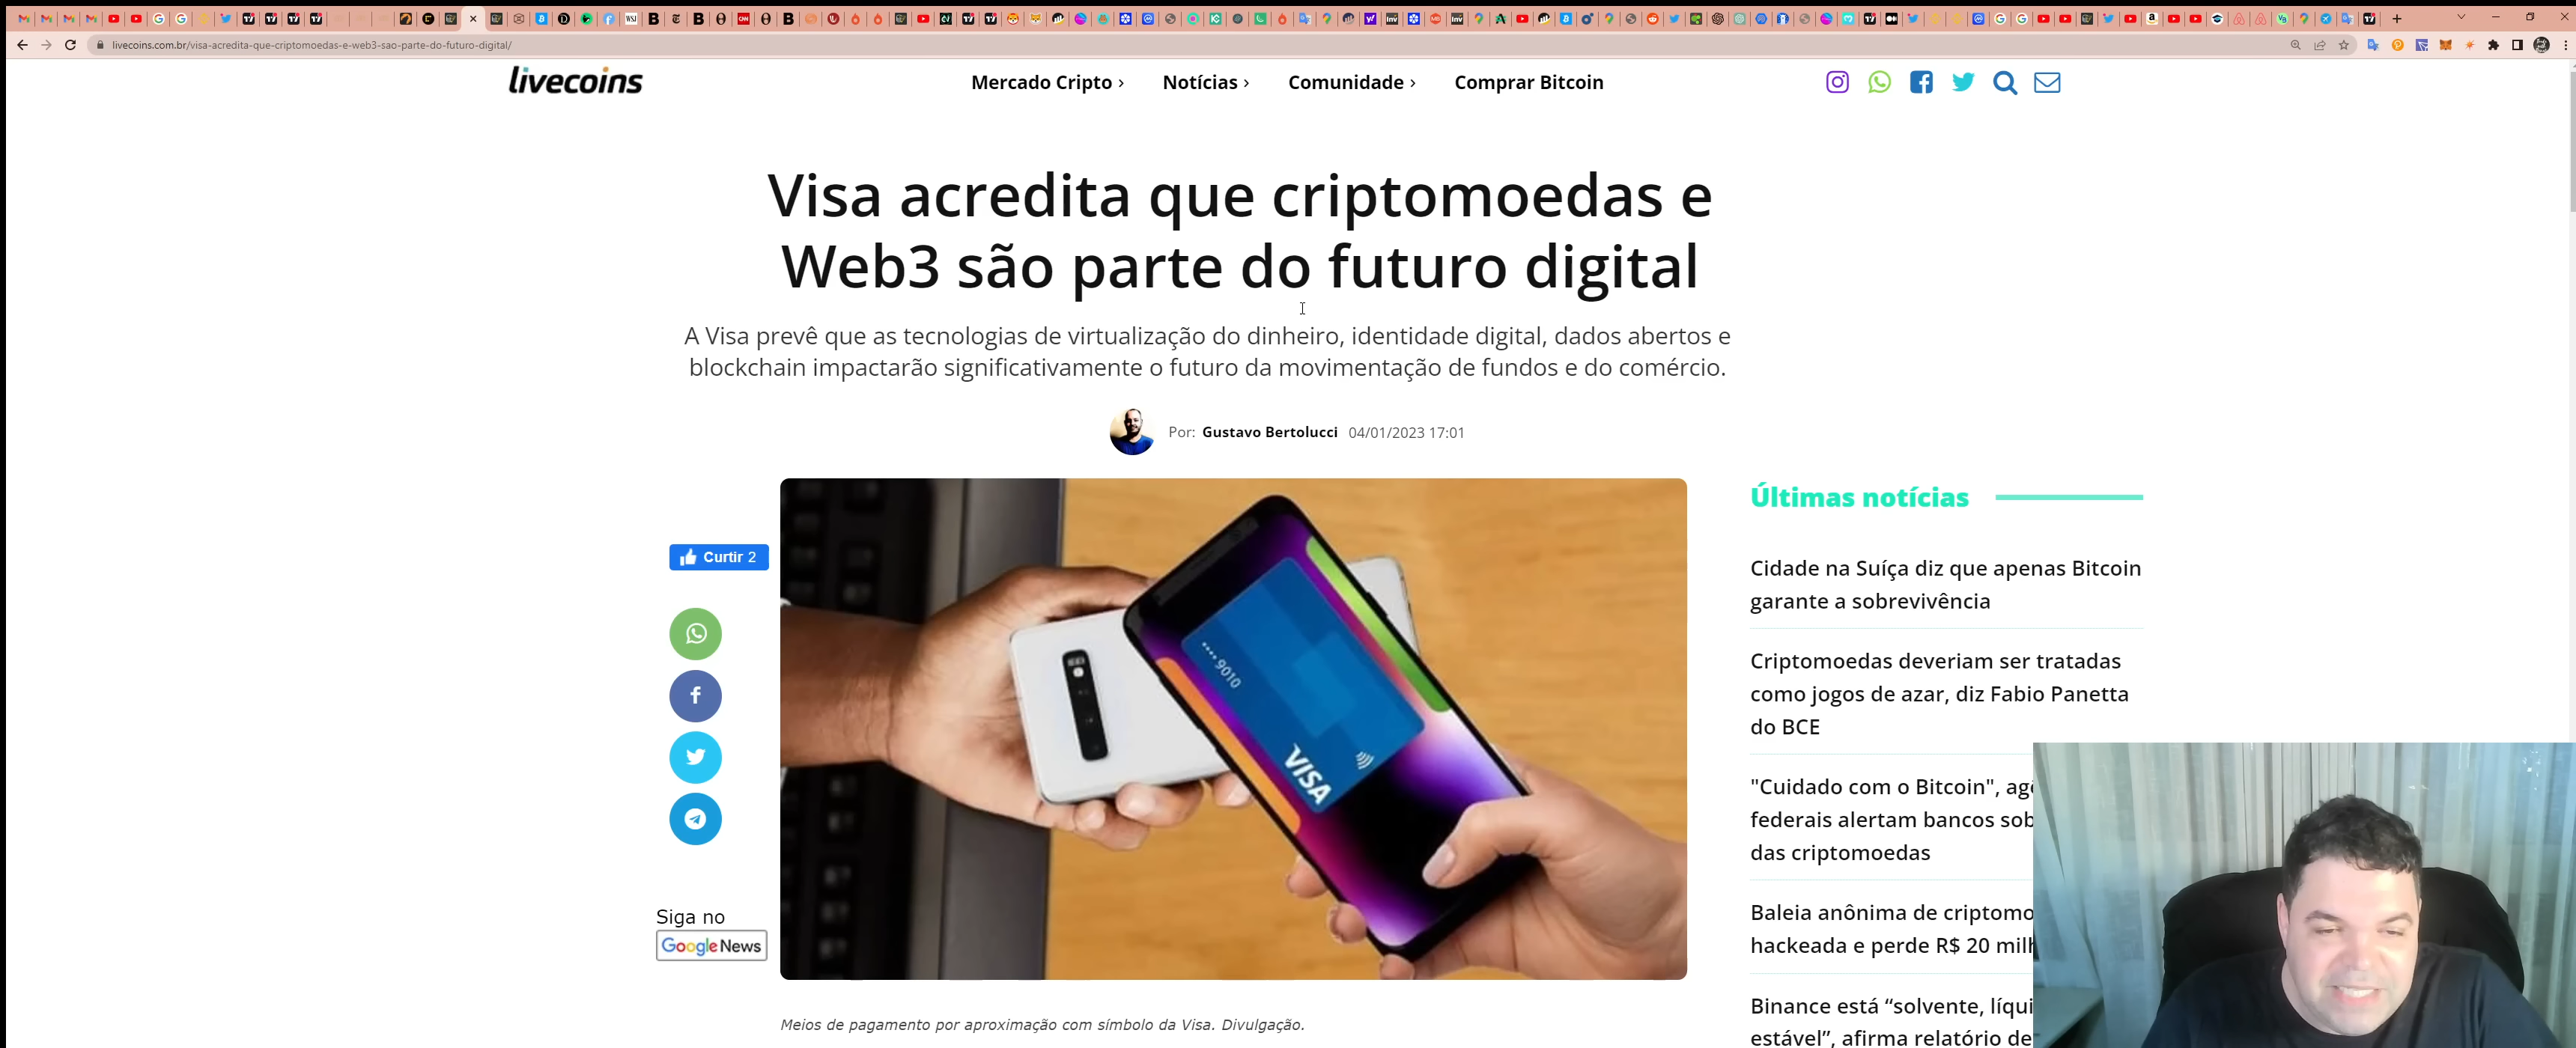 livecoins.com.br/visa-acredita-que-criptomoedas-e-web3-sao-parte-do-futuro-digital/
livecoins
Mercado Cripto
Notícias
Comunidade
Comprar Bitcoin
Visa acredita que criptomoedas e
Web3 são parte do futuro digital
A Visa prevê que as tecnologias de virtualização do dinheiro, identidade digital, dados abertos e
blockchain impactarão significativamente o futuro da movimentação de fundos e do comércio.
Por: Gustavo Bertolucci 04/01/2023 17:01
Curtir 2
Siga no
Google News
•••• 9010
VISA
Meios de pagamento por aproximação com símbolo da Visa. Divulgação.
Últimas notícias
Cidade na Suíça diz que apenas Bitcoin
garante a sobrevivência
Criptomoedas deveriam ser tratadas
como jogos de azar, diz Fabio Panetta
do BCE
"Cuidado com o Bitcoin",
federais alertam bancos
das criptomoedas
Baleia anônima de
hackeada e perde R$ 20
Binance está “solvente,
estável”, afirma relatório de